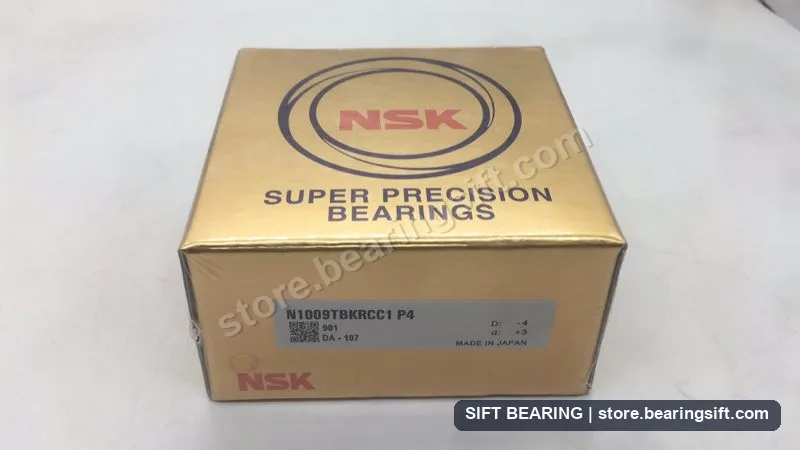 NSK
SUPER PRECISION
BEARINGS
store.bearingsift.com
N1009TBKRCC1 P4
901
DA - 107
D: -4
d: +3
MADE IN JAPAN
NSK
SIFT BEARING | store.bearingsift.com